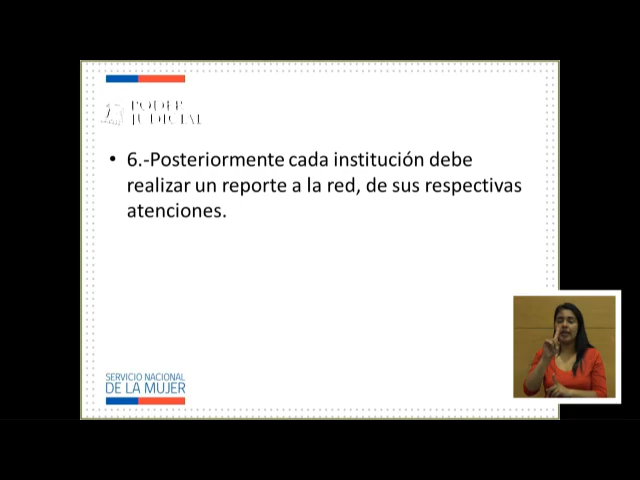 PODER
JUDICIAL
• 6.-Posteriormente cada institución debe
realizar un reporte a la red, de sus respectivas
atenciones.
SERVICIO NACIONAL
DE LA MUJER